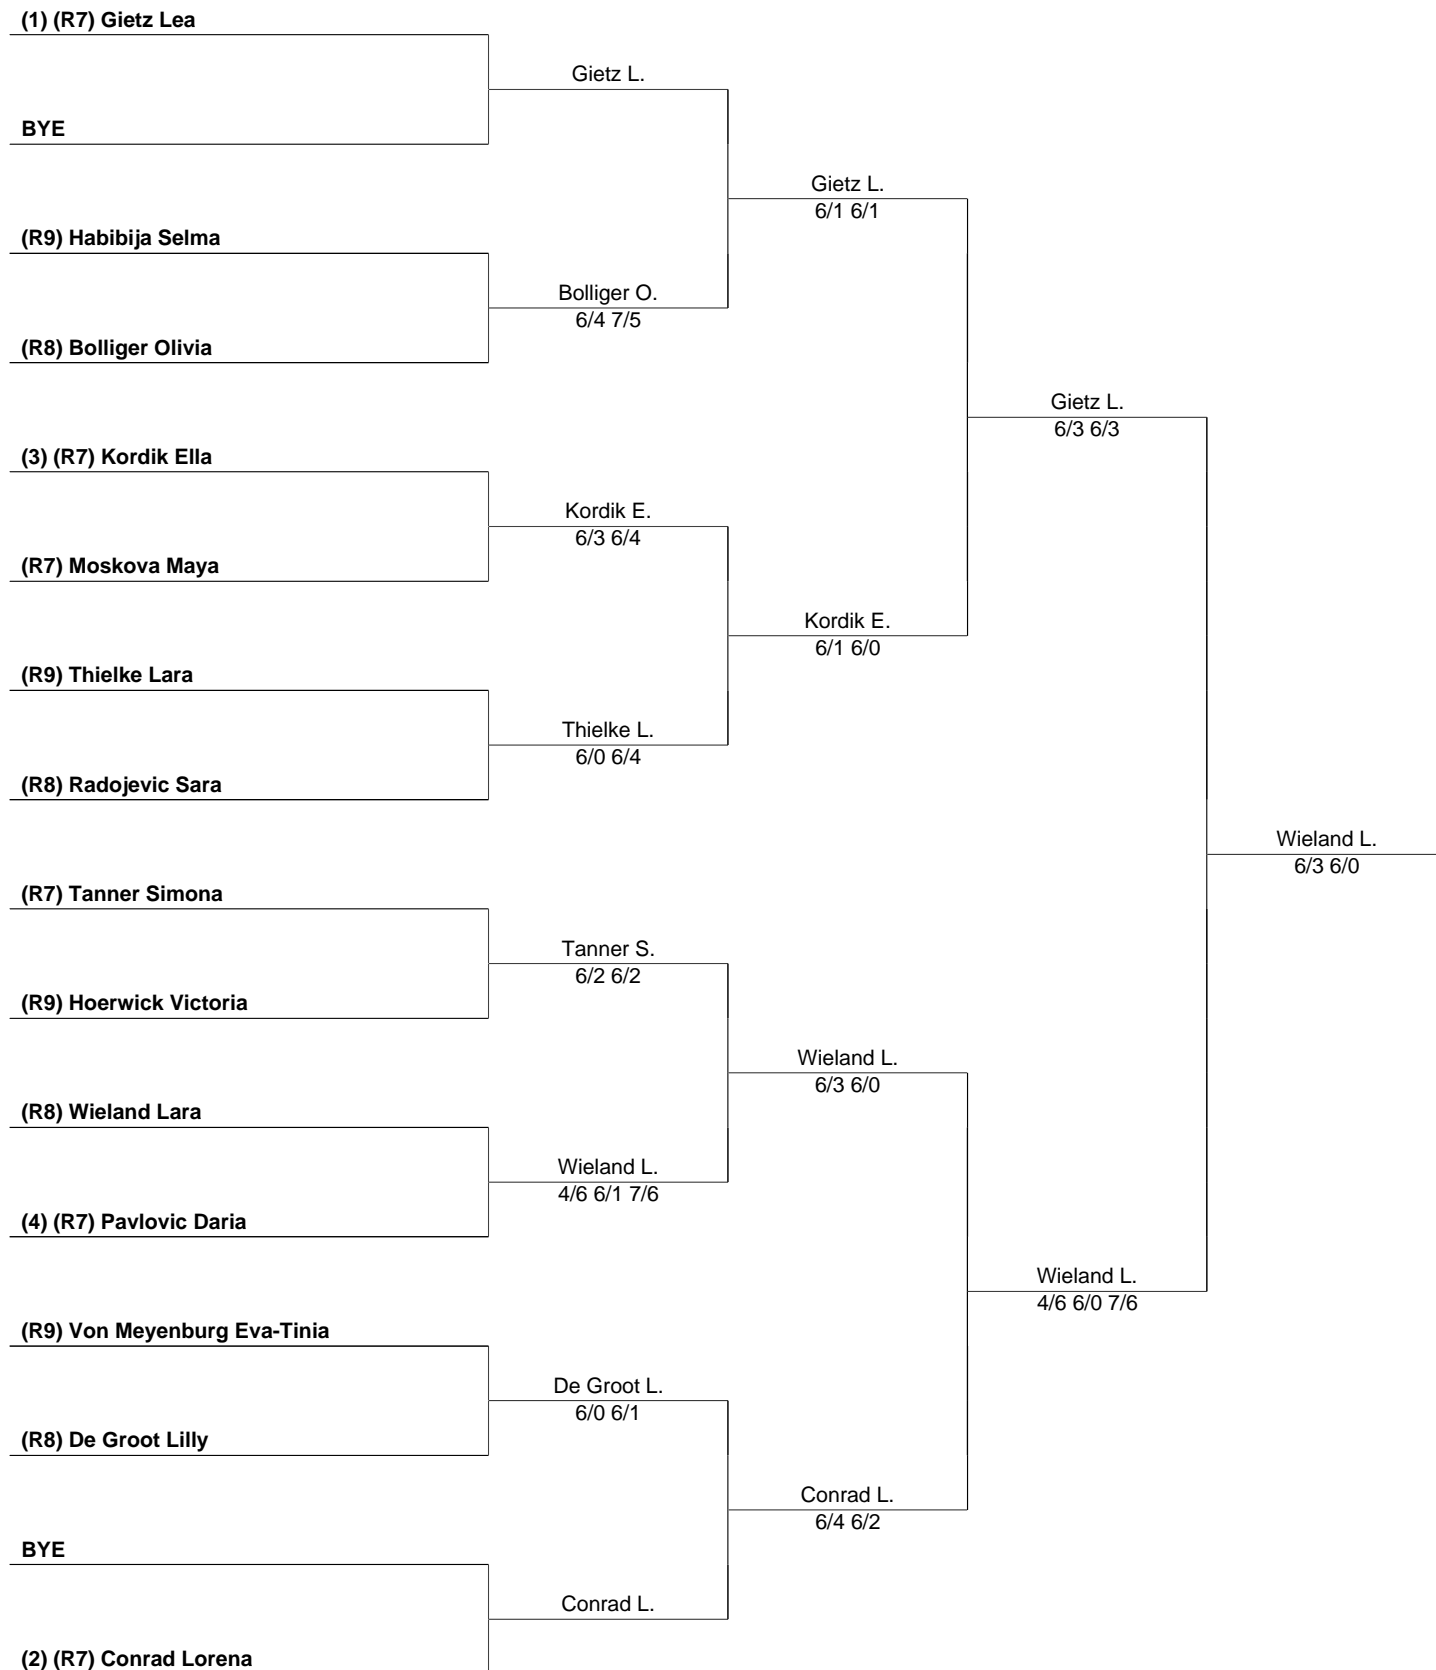 (1) (R7) Gietz Lea
Gietz L.
BYE
Gietz L.
6/1 6/1
(R9) Habibija Selma
Bolliger O.
6/4 7/5
(R8) Bolliger Olivia
Gietz L.
6/3 6/3
(3) (R7) Kordik Ella
Kordik E.
6/3 6/4
(R7) Moskova Maya
Kordik E.
6/1 6/0
(R9) Thielke Lara
Thielke L.
6/0 6/4
(R8) Radojevic Sara
Wieland L.
6/3 6/0
(R7) Tanner Simona
Tanner S.
6/2 6/2
(R9) Hoerwick Victoria
Wieland L.
6/3 6/0
(R8) Wieland Lara
Wieland L.
4/6 6/1 7/6
(4) (R7) Pavlovic Daria
Wieland L.
4/6 6/0 7/6
(R9) Von Meyenburg Eva-Tinia
De Groot L.
6/0 6/1
(R8) De Groot Lilly
Conrad L.
6/4 6/2
BYE
Conrad L.
(2) (R7) Conrad Lorena